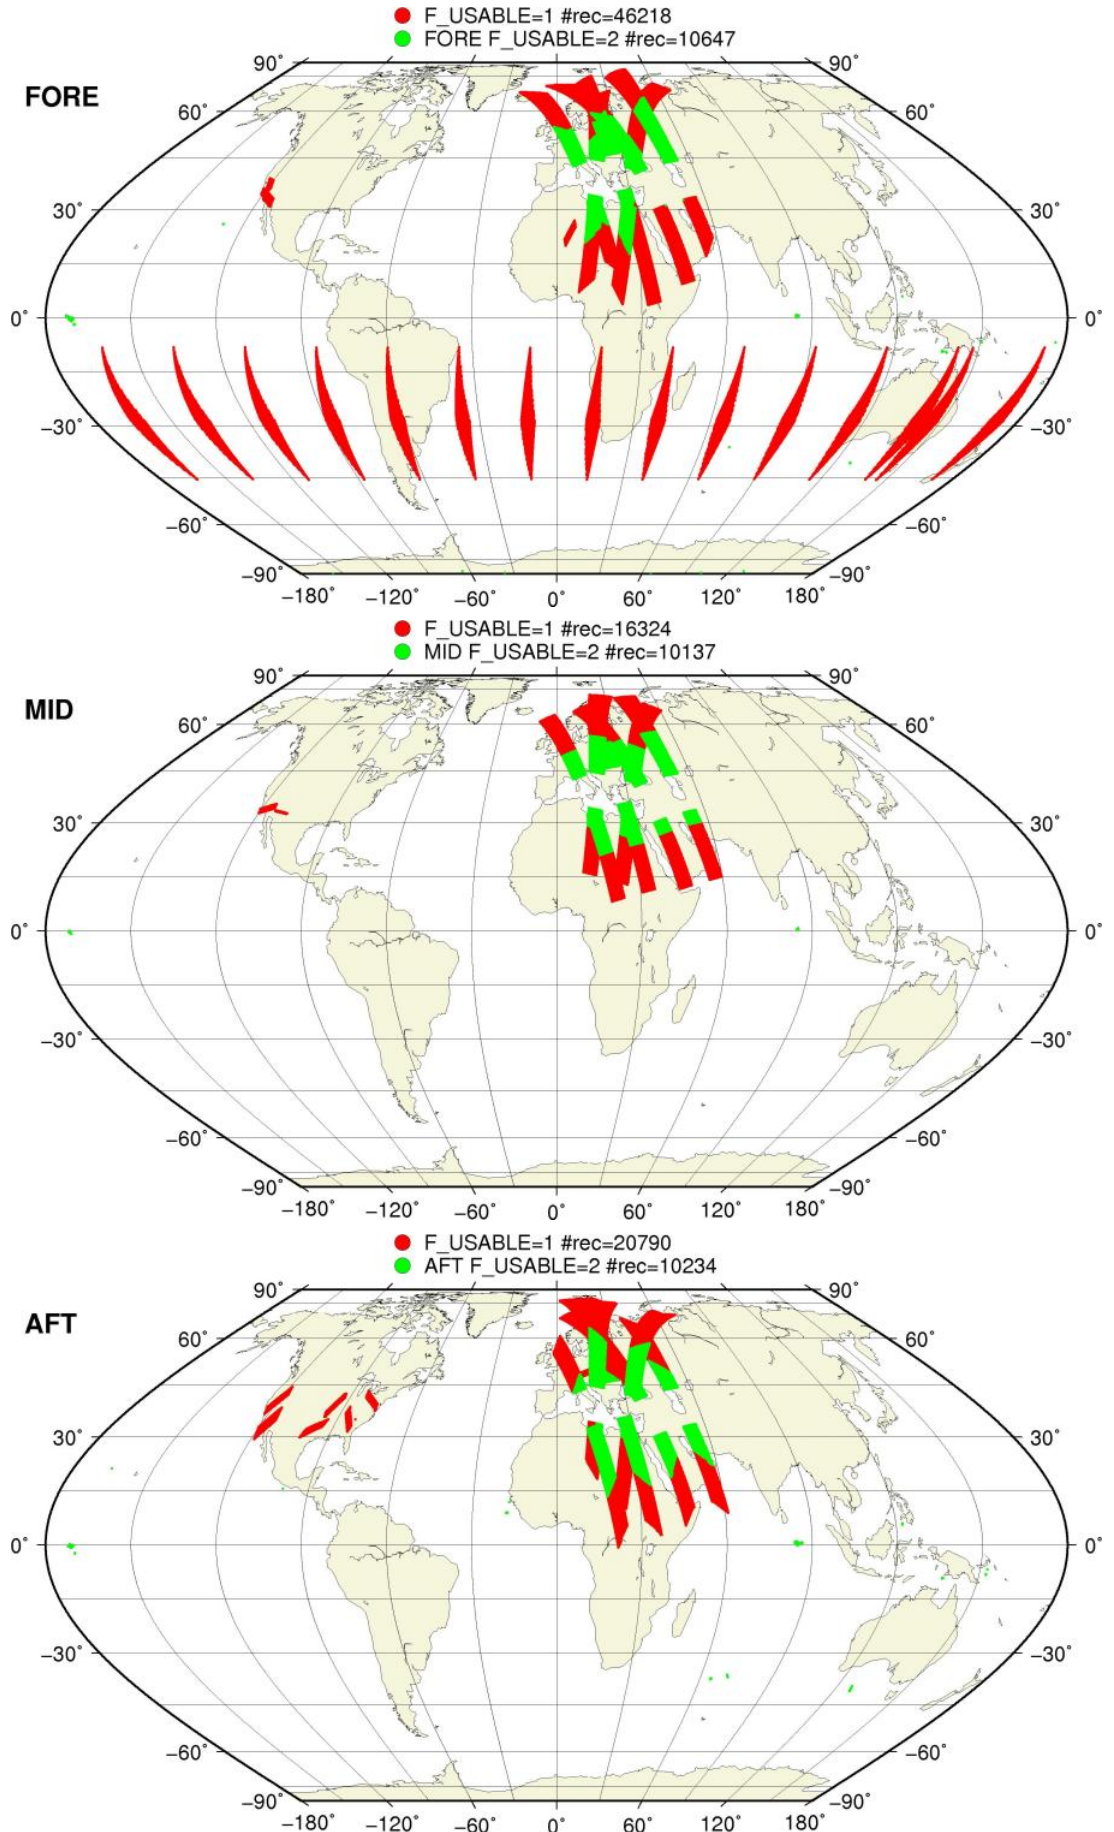 F_USABLE=1 #rec=46218
FORE F_USABLE=2 #rec=10647
FORE
90° 90°
60° 60°
30° 30°
0° 0°
−30° −30°
−60° −60°
−90° −90°
−180° −120° −60° 0° 60° 120° 180°
F_USABLE=1 #rec=16324
MID F_USABLE=2 #rec=10137
MID
90° 90°
60° 60°
30° 30°
0° 0°
−30° −30°
−60° −60°
−90° −90°
−180° −120° −60° 0° 60° 120° 180°
F_USABLE=1 #rec=20790
AFT F_USABLE=2 #rec=10234
AFT
90° 90°
60° 60°
30° 30°
0° 0°
−30° −30°
−60° −60°
−90° −90°
−180° −120° −60° 0° 60° 120° 180°